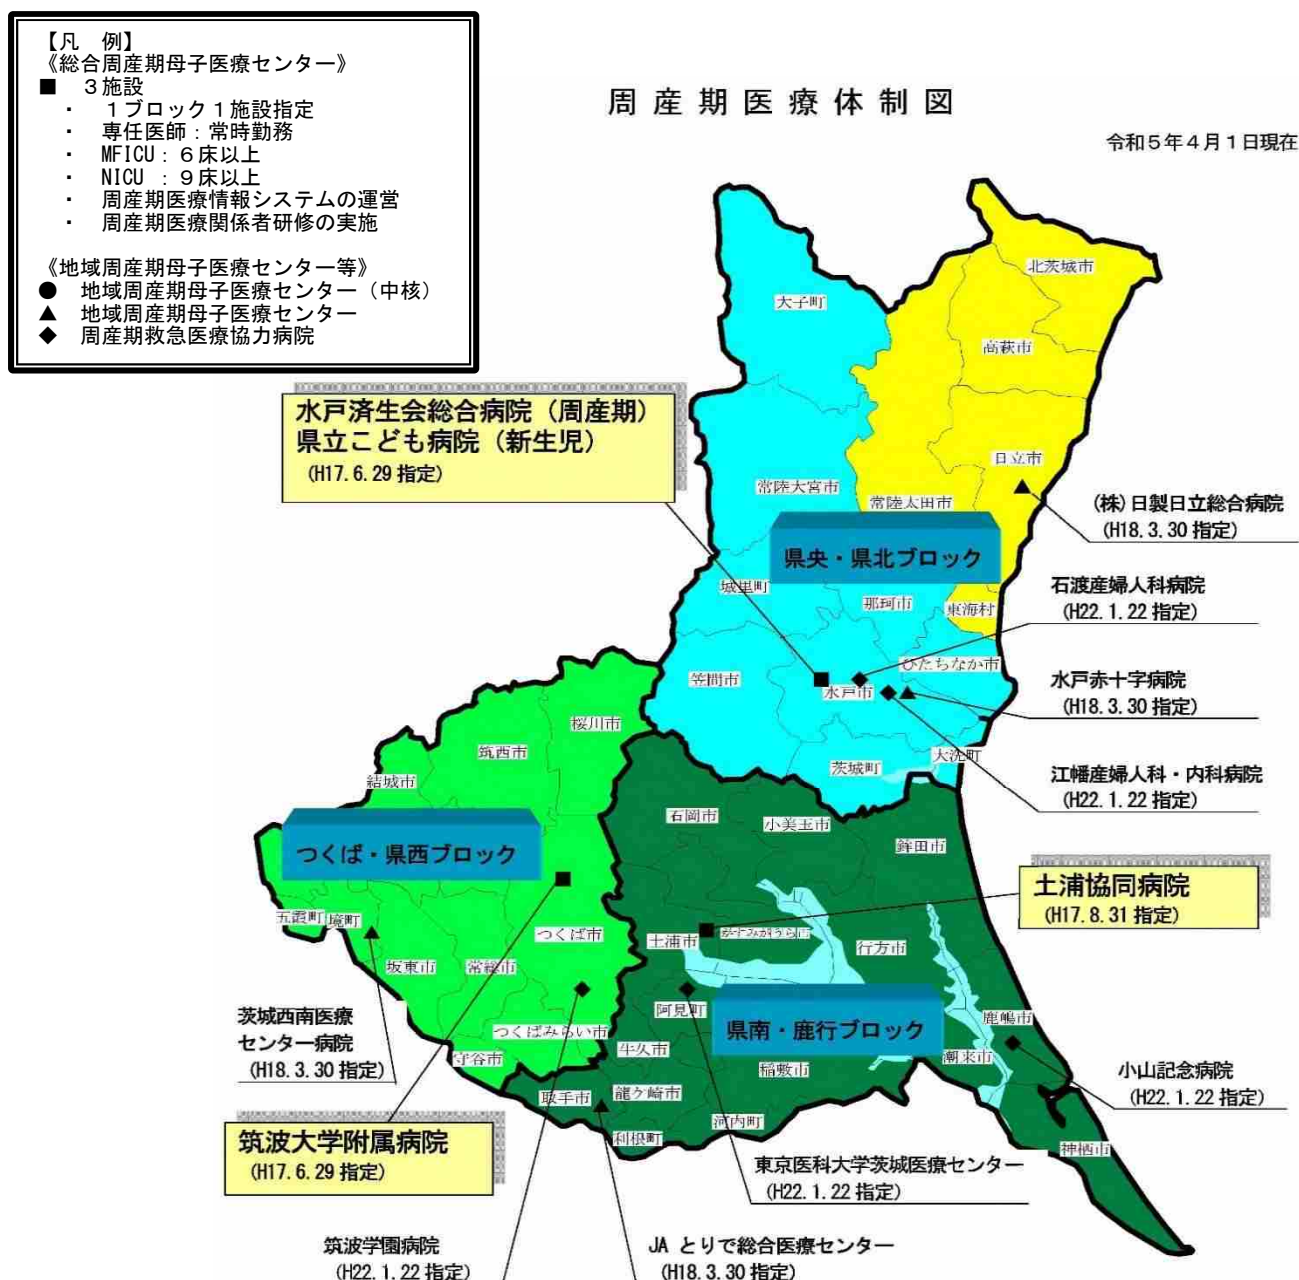 【凡　例】
《総合周産期母子医療センター》
■　３施設
・　１ブロック１施設指定
・　専任医師：常時勤務
・　MFICU：６床以上
・　NICU ：９床以上
・　周産期医療情報システムの運営
・　周産期医療関係者研修の実施
《地域周産期母子医療センター等》
●　地域周産期母子医療センター（中核）
▲　地域周産期母子医療センター
◆　周産期救急医療協力病院
周産期医療体制図
令和５年４月１日現在
北茨城市
大子町
高萩市
水戸済生会総合病院（周産期）
県立こども病院（新生児）
(H17.6.29 指定)
日立市
常陸大宮市
常陸太田市
(株)日製日立総合病院
(H18.3.30 指定)
県央・県北ブロック
城里町
那珂市
東海村
石渡産婦人科病院
(H22.1.22 指定)
ひたちなか市
笠間市
水戸市
水戸赤十字病院
(H18.3.30 指定)
桜川市
筑西市
結城市
茨城町
大洗町
江幡産婦人科・内科病院
(H22.1.22 指定)
石岡市
小美玉市
鉾田市
つくば・県西ブロック
土浦協同病院
(H17.8.31 指定)
五霞町
境町
つくば市
土浦市
かすみがうら市
行方市
坂東市
常総市
阿見町
県南・鹿行ブロック
鹿嶋市
茨城西南医療
センター病院
(H18.3.30 指定)
つくばみらい市
守谷市
牛久市
稲敷市
潮来市
小山記念病院
(H22.1.22 指定)
取手市
龍ケ崎市
河内町
利根町
神栖市
筑波大学附属病院
(H17.6.29 指定)
東京医科大学茨城医療センター
(H22.1.22 指定)
筑波学園病院
(H22.1.22 指定)
JA とりで総合医療センター
(H18.3.30 指定)